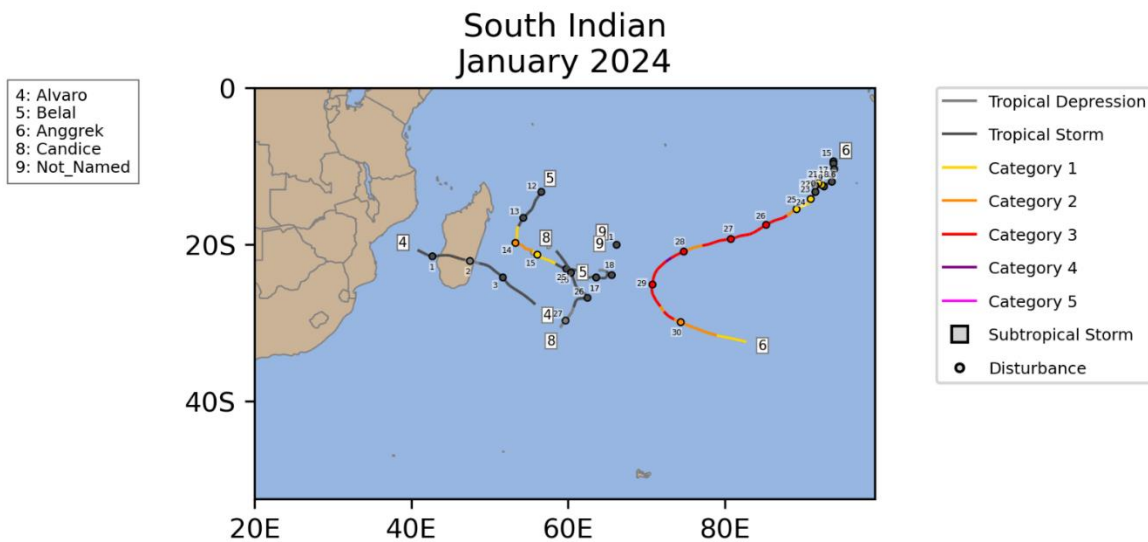 South Indian
January 2024
4: Alvaro
5: Belal
6: Anggrek
8: Candice
9: Not_Named
0
20S
40S
20E
40E
60E
80E
Tropical Depression
Tropical Storm
Category 1
Category 2
Category 3
Category 4
Category 5
Subtropical Storm
Disturbance
15
6
17
21
5
12
13
25
24
26
27
4
8
9
9
14
15
28
1
2
25
5
18
3
26
17
29
4
27
30
8
6